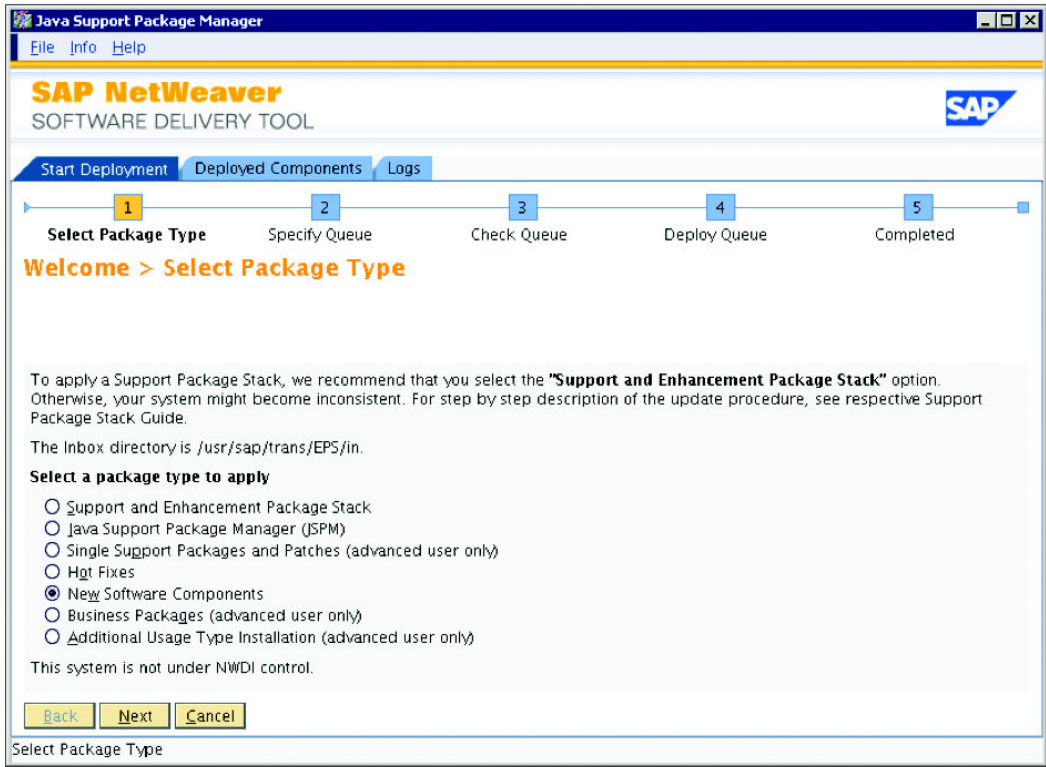 Java Support Package Manager
File Info Help
SAP NetWeaver
SOFTWARE DELIVERY TOOL
SAP
Start Deployment Deployed Components Logs
1 2 3 4 5
Select Package Type Specify Queue Check Queue Deploy Queue Completed
Welcome > Select Package Type
To apply a Support Package Stack, we recommend that you select the "Support and Enhancement Package Stack" option.
Otherwise, your system might become inconsistent. For step by step description of the update procedure, see respective Support
Package Stack Guide.
The Inbox directory is /usr/sap/trans/EPS/in.
Select a package type to apply
Support and Enhancement Package Stack
Java Support Package Manager (JSPM)
Single Support Packages and Patches (advanced user only)
Hot Fixes
New Software Components
Business Packages (advanced user only)
Additional Usage Type Installation (advanced user only)
This system is not under NWDI control.
Back Next Cancel
Select Package Type